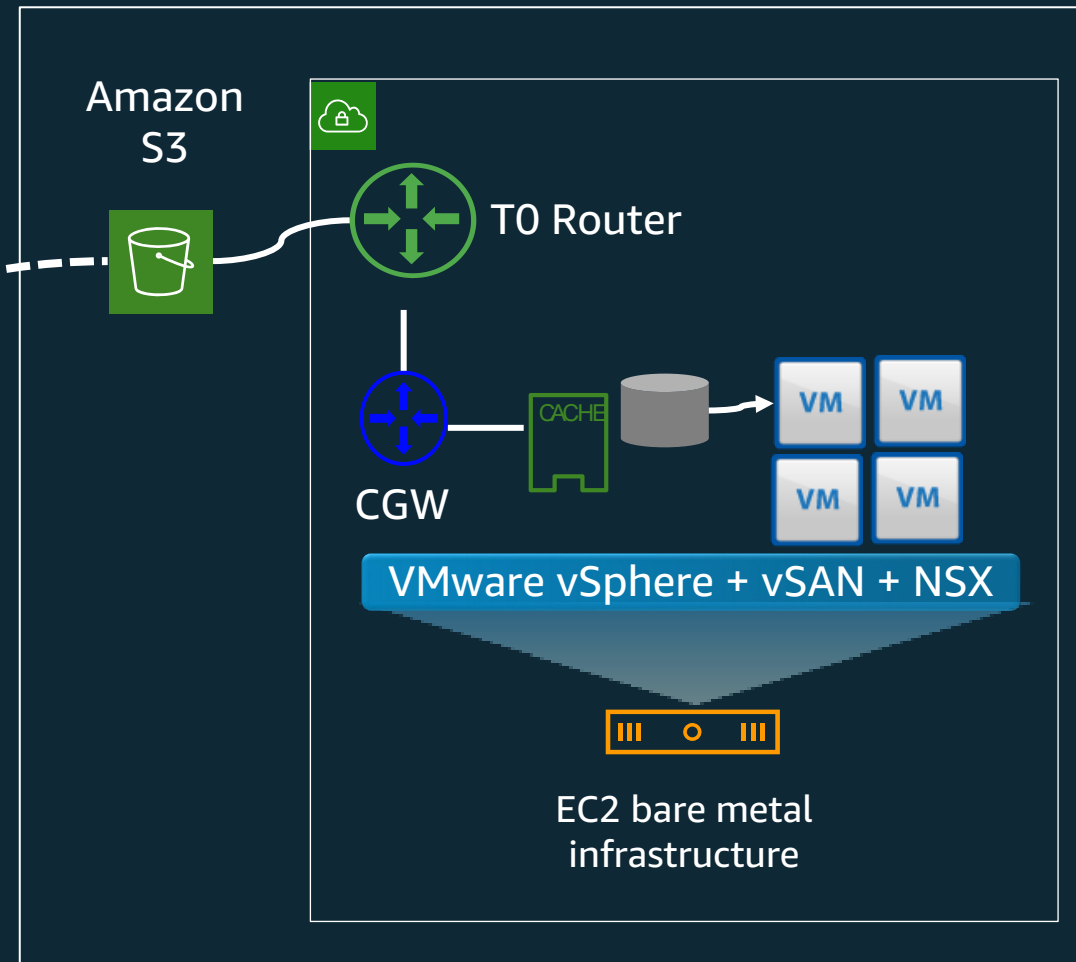 Amazon
S3
T0 Router
CACHE
VM
VM
VM
VM
CGW
VMware vSphere + vSAN + NSX
EC2 bare metal
infrastructure